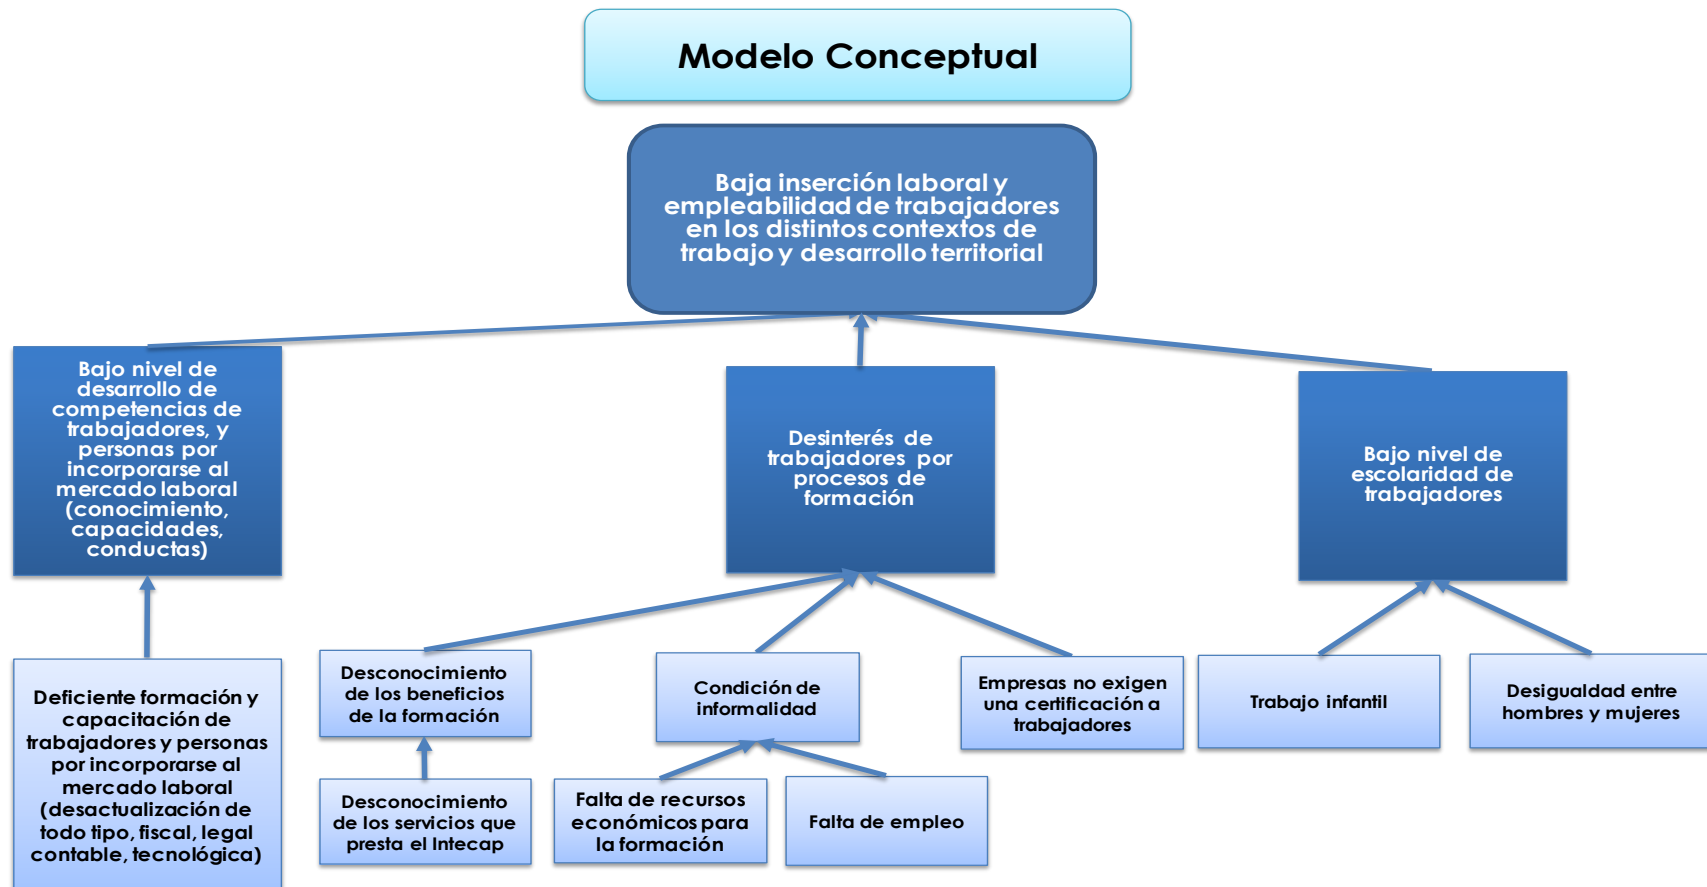 Modelo Conceptual
Baja inserción laboral y
empleabilidad de trabajadores
en los distintos contextos de
trabajo y desarrollo territorial
Bajo nivel de
desarrollo de
competencias de
trabajadores, y
personas por
incorporarse al
mercado laboral
(conocimiento,
capacidades,
conductas)
Desinterés de
trabajadores por
procesos de
formación
Bajo nivel de
escolaridad de
trabajadores
Deficiente formación y
capacitación de
trabajadores y personas
por incorporarse al
mercado laboral
(desactualización de
todo tipo, fiscal, legal
contable, tecnológica)
Desconocimiento
de los beneficios
de la formación
Condición de
informalidad
Empresas no exigen
una certificación a
trabajadores
Trabajo infantil
Desigualdad entre
hombres y mujeres
Desconocimiento
de los servicios que
presta el Intecap
Falta de recursos
económicos para
la formación
Falta de empleo